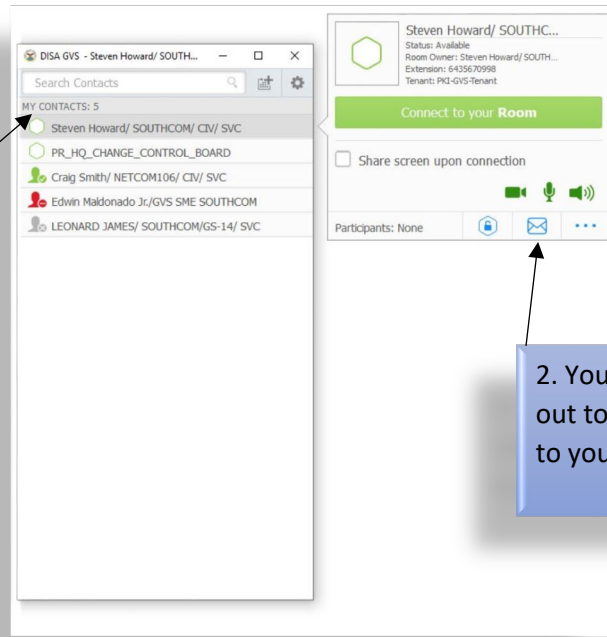 DISA GVS - Steven Howard/ SOUTH...
Search Contacts
MY CONTACTS: 5
Steven Howard/ SOUTHCOM/ CIV/ SVC
PR_HQ_CHANGE_CONTROL_BOARD
Craig Smith/ NETCOM106/ CIV/ SVC
Edwin Maldonado Jr./GVS SME SOUTHCOM
LEONARD JAMES/ SOUTHCOM/GS-14/ SVC
Steven Howard/ SOUTHC...
Status: Available
Room Owner: Steven Howard/ SOUTH...
Extension: 6435670998
Tenant: PKI-GVS-Tenant
Connect to your Room
Share screen upon connection
Participants: None
2. You
out to
to you